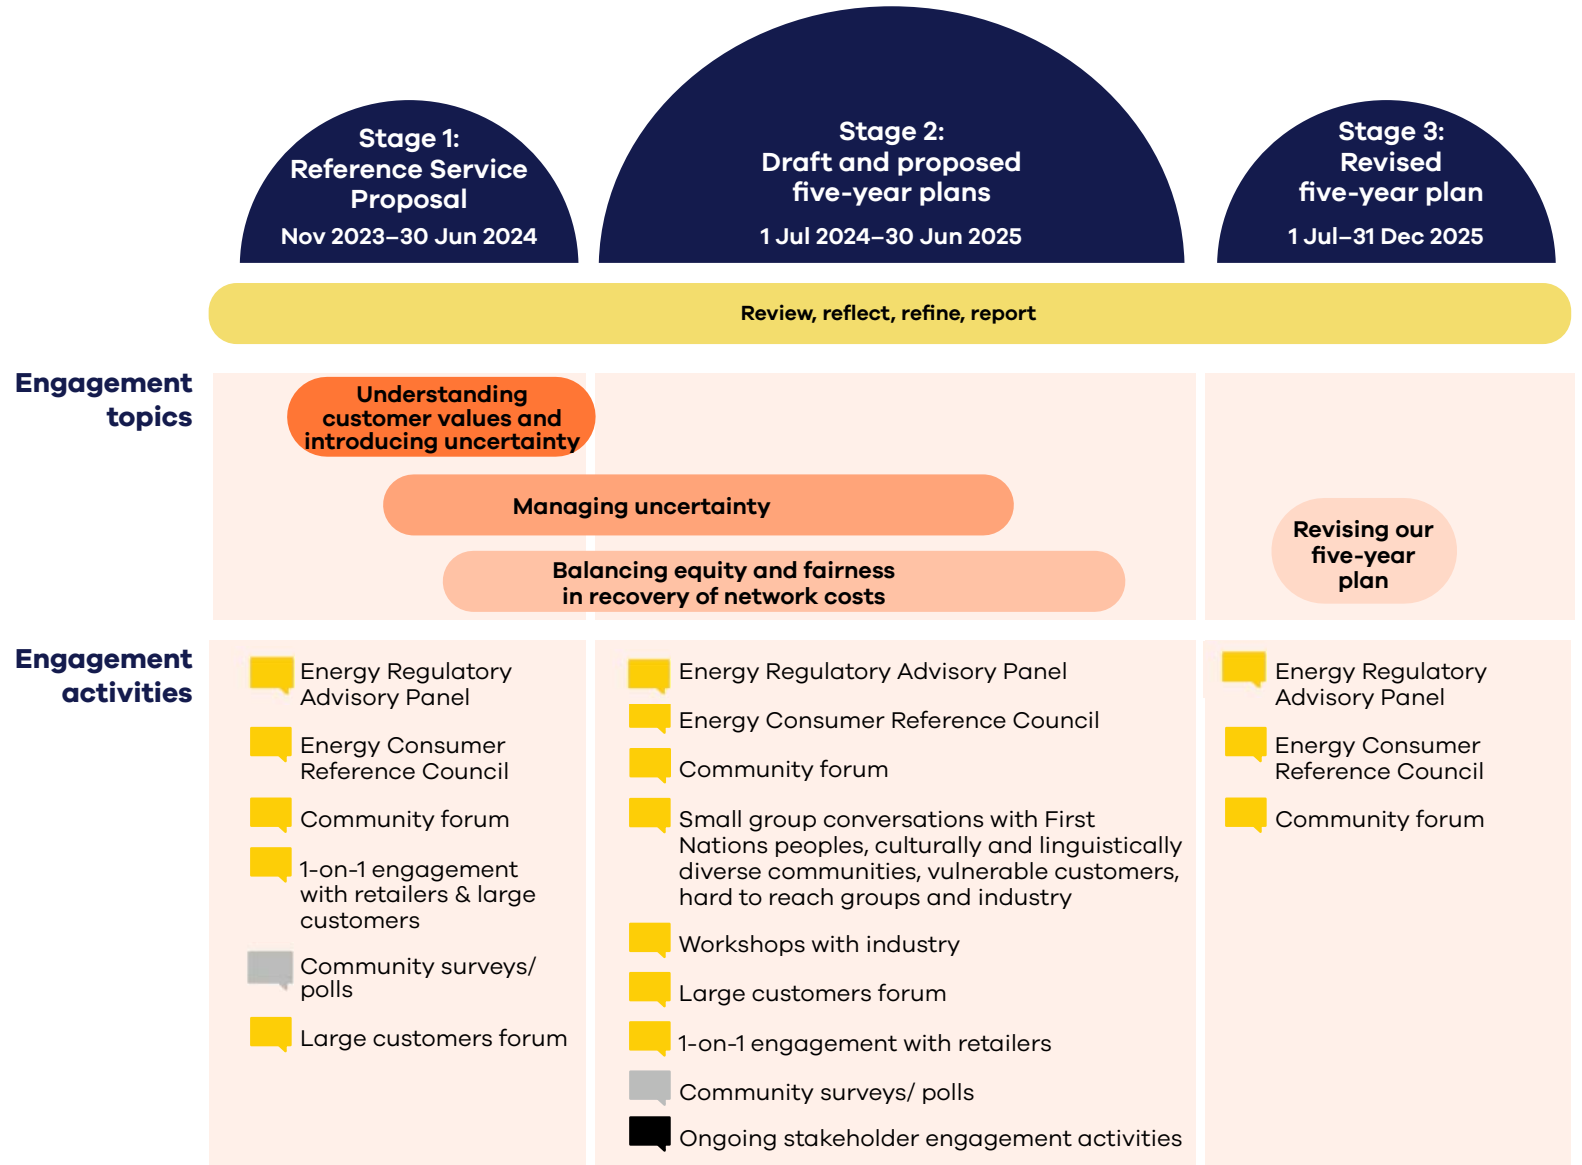 Stage 1:
Reference Service
Proposal
Nov 2023–30 Jun 2024
Stage 2:
Draft and proposed
five-year plans
1 Jul 2024–30 Jun 2025
Stage 3:
Revised
five-year plan
1 Jul–31 Dec 2025
Review, reflect, refine, report
Engagement
topics
Understanding
customer values and
introducing uncertainty
Managing uncertainty
Balancing equity and fairness
in recovery of network costs
Revising our
five-year
plan
Engagement
activities
Energy Regulatory
Advisory Panel
Energy Consumer
Reference Council
Community forum
1-on-1 engagement
with retailers & large
customers
Community surveys/
polls
Large customers forum
Energy Regulatory Advisory Panel
Energy Consumer Reference Council
Community forum
Small group conversations with First
Nations peoples, culturally and linguistically
diverse communities, vulnerable customers,
hard to reach groups and industry
Workshops with industry
Large customers forum
1-on-1 engagement with retailers
Community surveys/ polls
Ongoing stakeholder engagement activities
Energy Regulatory
Advisory Panel
Energy Consumer
Reference Council
Community forum